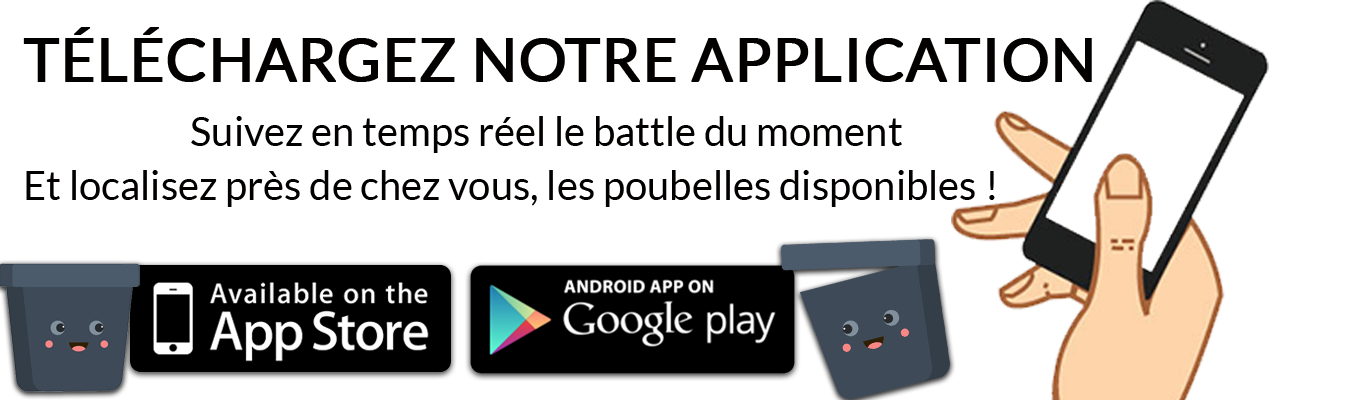 TÉLÉCHARGEZ NOTRE APPLICATION
Suivez en temps réel le battle du moment
Et localisez près de chez vous, les poubelles disponibles !
Available on the
App Store
ANDROID APP ON
Google play